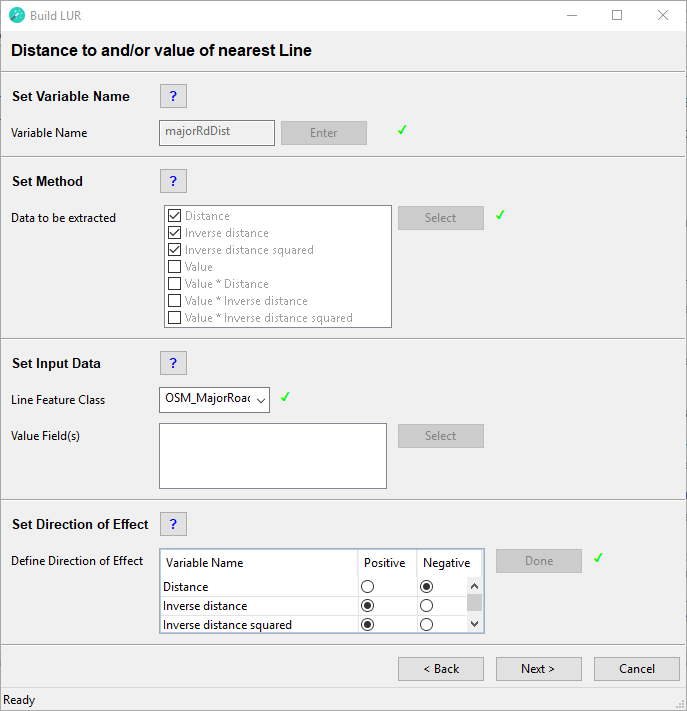 Build LUR
Distance to and/or value of nearest Line
Set Variable Name ?
Variable Name majorRdDist Enter
Set Method ?
Data to be extracted Distance Select
Inverse distance
Inverse distance squared
Value
Value * Distance
Value * Inverse distance
Value * Inverse distance squared
Set Input Data ?
Line Feature Class OSM_MajorRoad
Value Field(s) Select
Set Direction of Effect ?
Define Direction of Effect Variable Name Positive Negative Done
Distance
Inverse distance
Inverse distance squared
< Back Next > Cancel
Ready